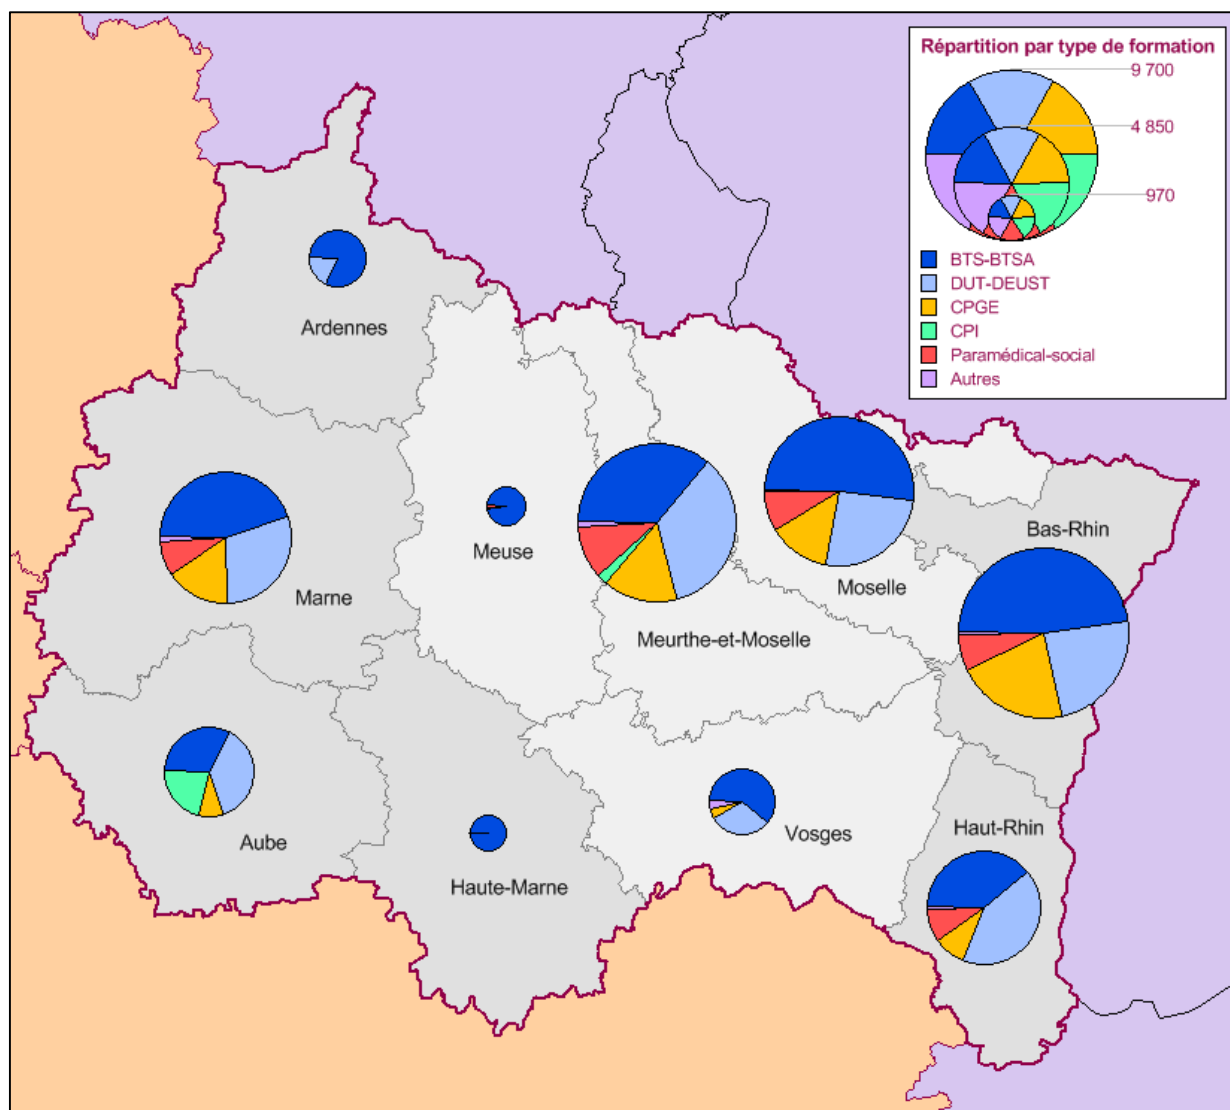 Répartition par type de formation
9 700
4 850
970
BTS-BTSA
DUT-DEUST
CPGE
CPI
Paramédical-social
Autres
Ardennes
Marne
Meuse
Meurthe-et-Moselle
Moselle
Bas-Rhin
Aube
Haute-Marne
Vosges
Haut-Rhin